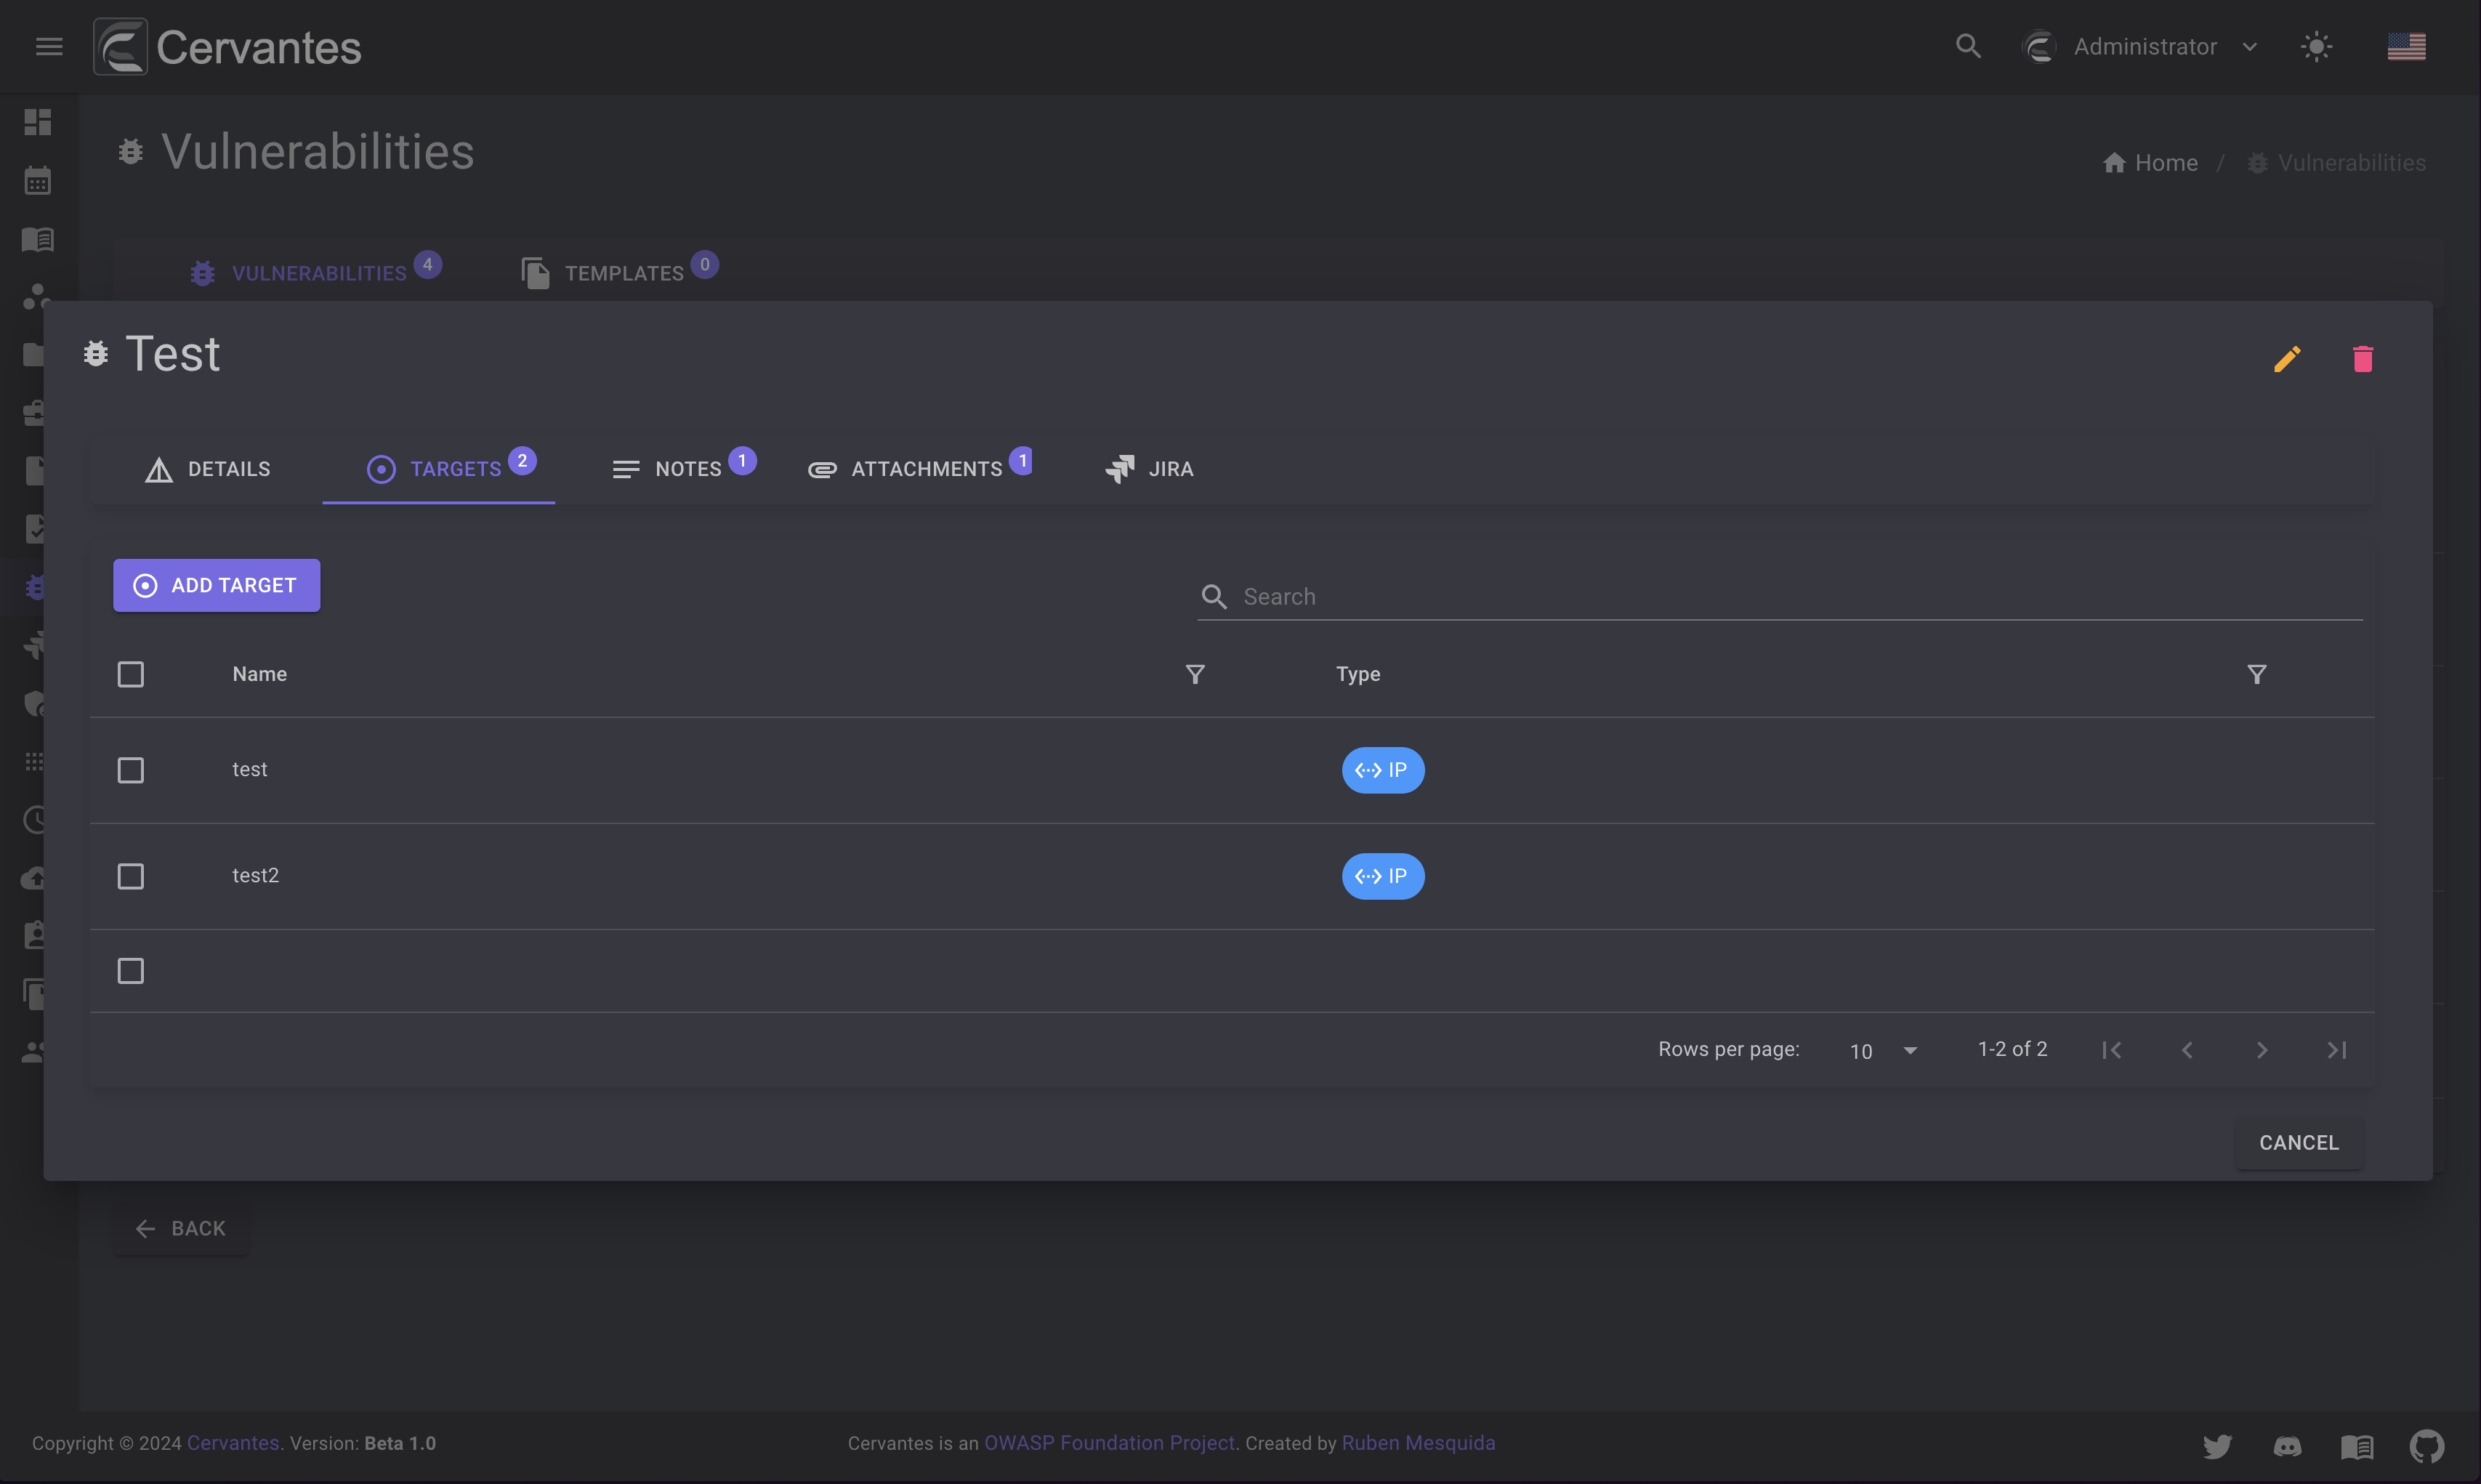 Cervantes
Administrator
Vulnerabilities
Home / Vulnerabilities
VULNERABILITIES 4 TEMPLATES 0
Test
DETAILS TARGETS 2 NOTES 1 ATTACHMENTS 1 JIRA
ADD TARGET
Search
Name Type
test IP
test2 IP
Rows per page: 10 1-2 of 2
CANCEL
BACK
Copyright © 2024 Cervantes. Version: Beta 1.0
Cervantes is an OWASP Foundation Project. Created by Ruben Mesquida